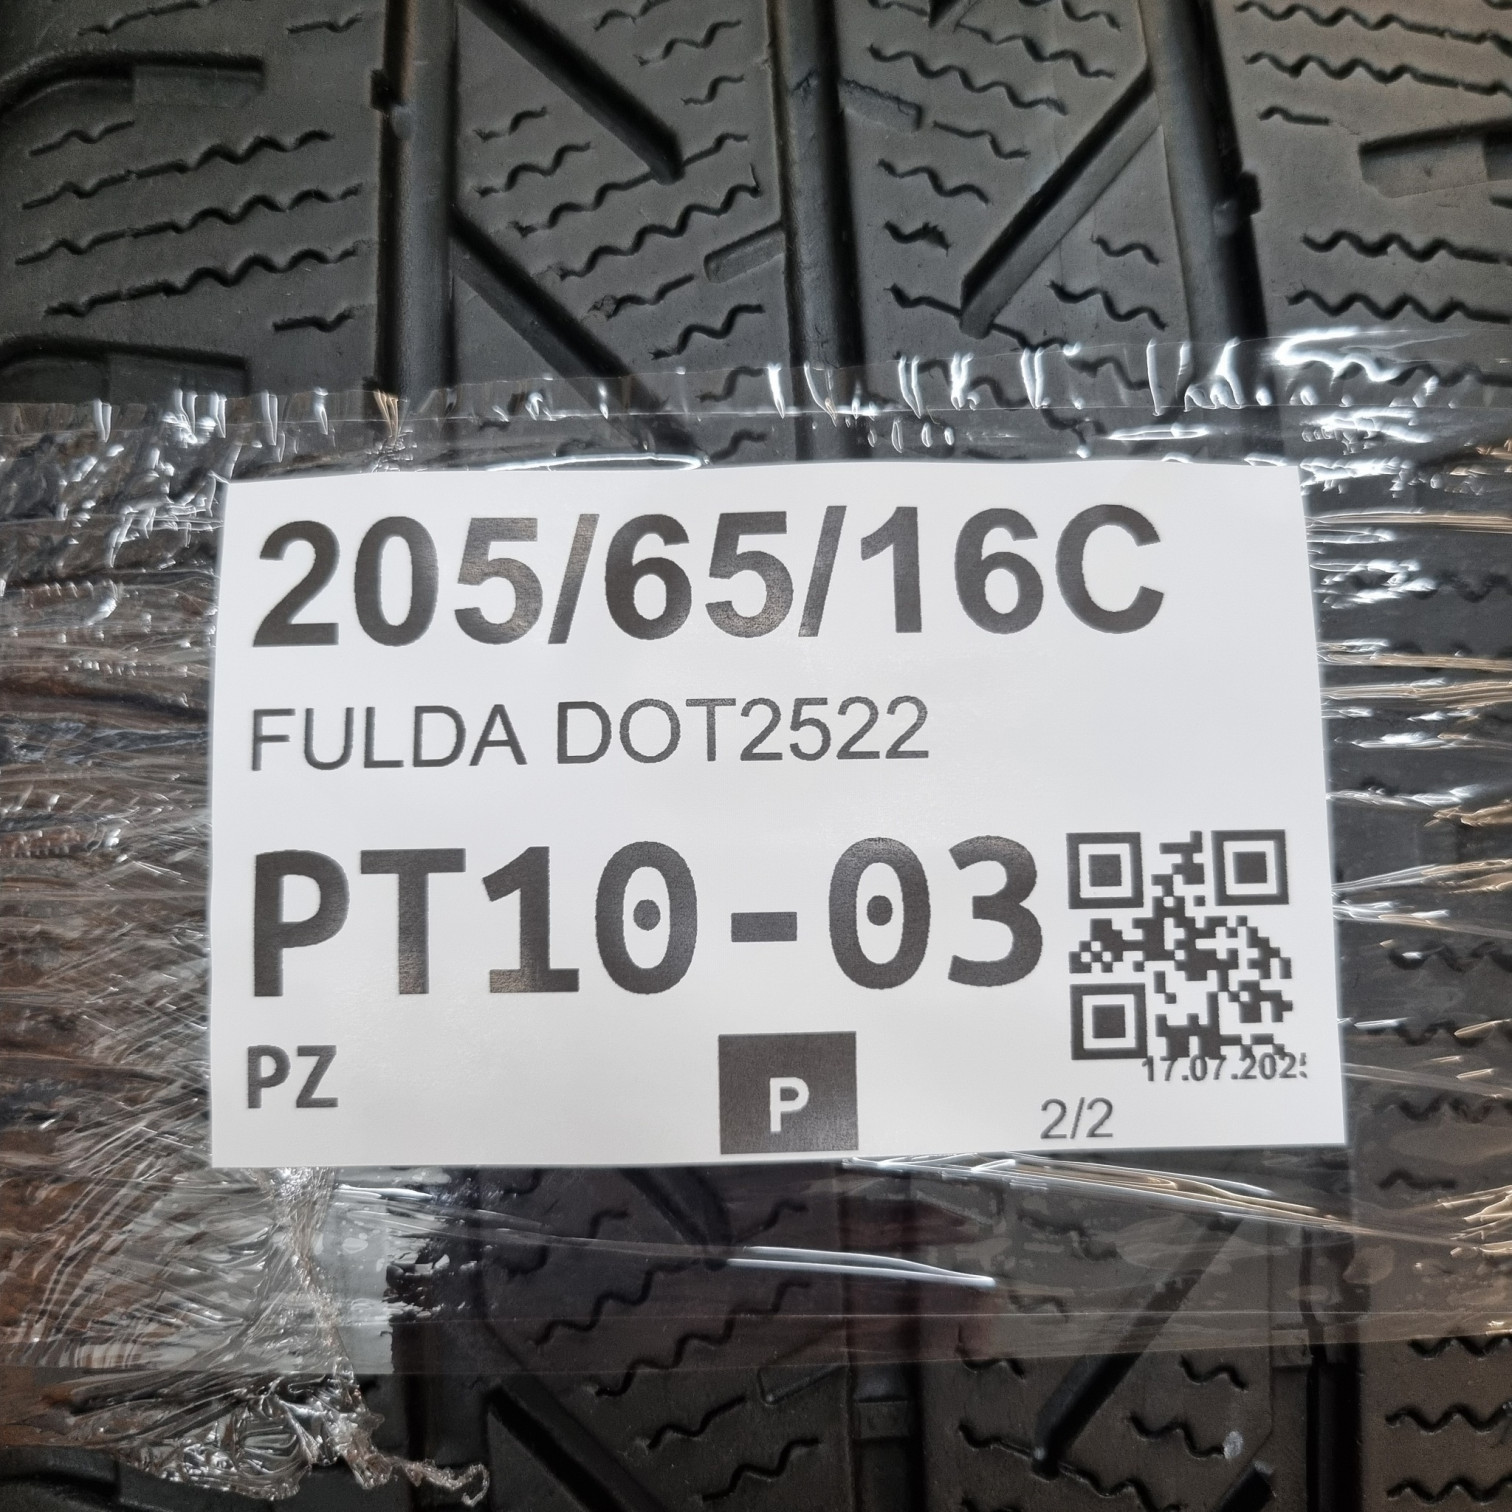 205/65/16C
FULDA DOT2522
PT10-03
17.07.2025
PZ
P
2/2